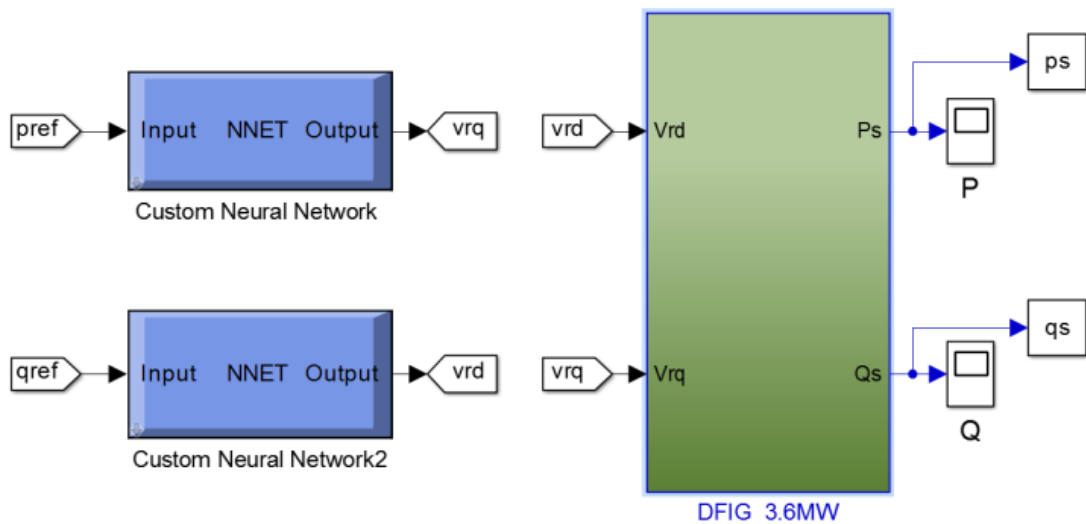 ps
pref Input NNET Output vrq vrd Vrd Ps
P
Custom Neural Network
qs
qref Input NNET Output vrd vrq Vrq Qs
Q
Custom Neural Network2
DFIG 3.6MW